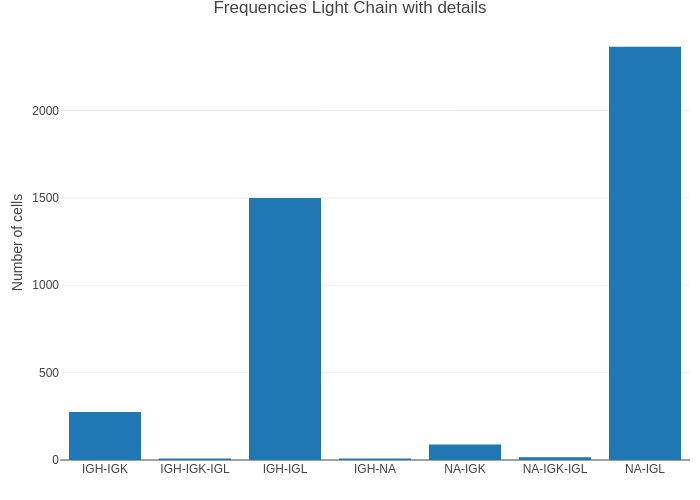 Frequencies Light Chain with details
Number of cells
2000
1500
1000
500
0
IGH-IGK IGH-IGK-IGL IGH-IGL IGH-NA NA-IGK NA-IGK-IGL NA-IGL